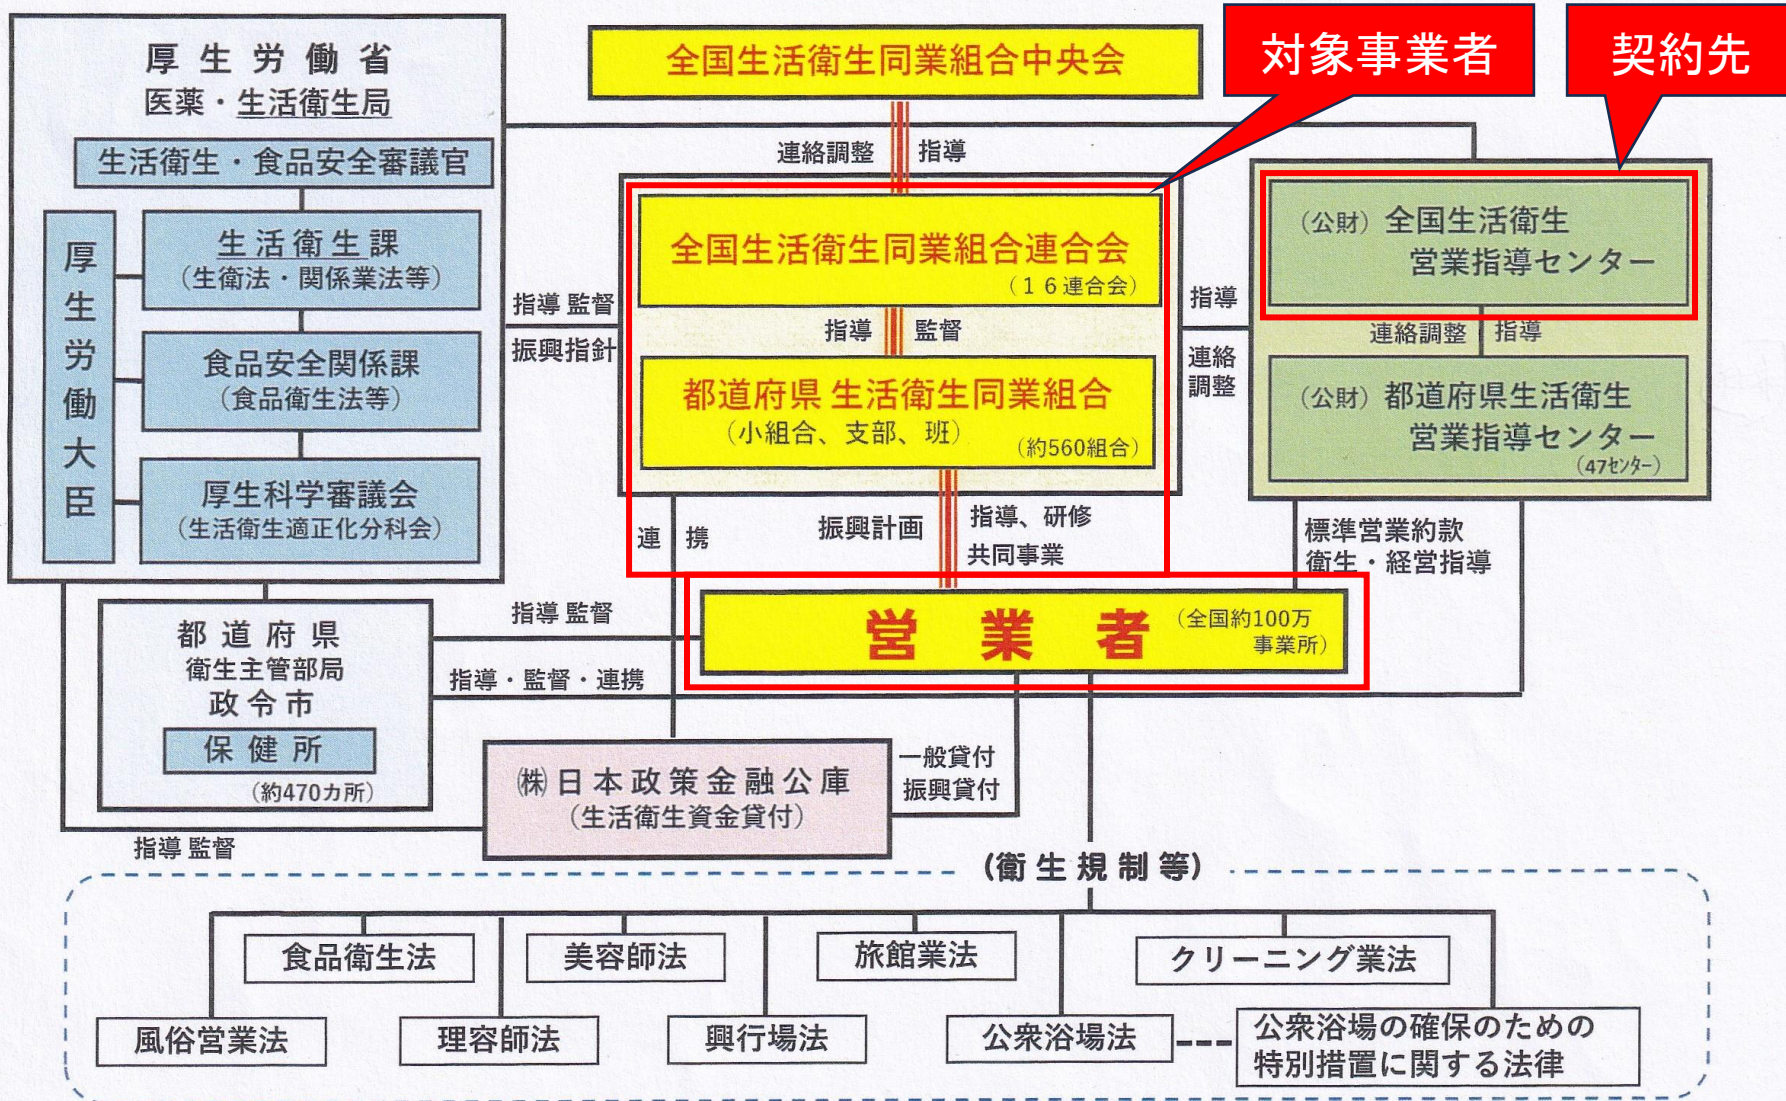 対象事業者
契約先
厚生労働省
医薬・生活衛生局
生活衛生・食品安全審議官
厚生労働大臣
生活衛生課
（生衛法・関係業法等）
食品安全関係課
（食品衛生法等）
厚生科学審議会
（生活衛生適正化分科会）
全国生活衛生同業組合中央会
連絡調整
指導
指導 監督
振興指針
全国生活衛生同業組合連合会
（１６連合会）
指導
監督
都道府県 生活衛生同業組合
（小組合、支部、班）
（約560組合）
指導
連絡
調整
（公財）全国生活衛生
営業指導センター
連絡調整
指導
（公財）都道府県生活衛生
営業指導センター
（47センター）
連携
振興計画
指導、研修
共同事業
標準営業約款
衛生・経営指導
都道府県
衛生主管部局
政令市
保健所
（約470カ所）
指導 監督
指導・監督・連携
営業者
（全国約100万
事業所）
㈱日本政策金融公庫
（生活衛生資金貸付）
一般貸付
振興貸付
指導 監督
(衛生規制等)
食品衛生法
美容師法
旅館業法
クリーニング業法
風俗営業法
理容師法
興行場法
公衆浴場法
公衆浴場の確保のための
特別措置に関する法律